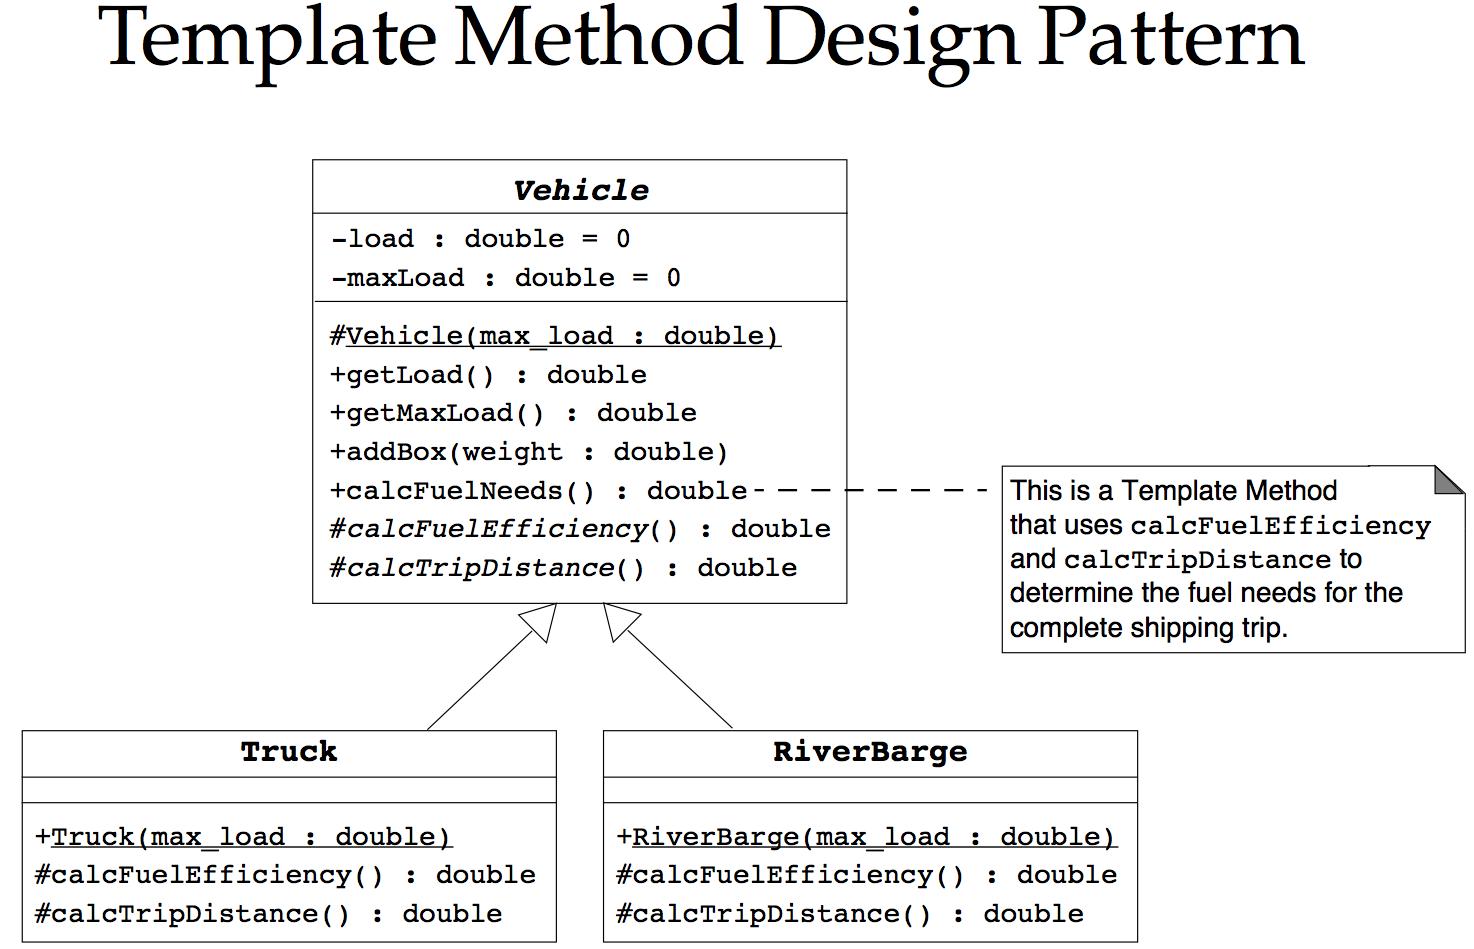 Template Method Design Pattern
Vehicle
-load : double = 0
-maxLoad : double = 0
#Vehicle(max_load : double)
+getLoad() : double
+getMaxLoad() : double
+addBox(weight : double)
+calcFuelNeeds() : double
#calcFuelEfficiency() : double
#calcTripDistance() : double
This is a Template Method
that uses calcFuelEfficiency
and calcTripDistance to
determine the fuel needs for the
complete shipping trip.
Truck
+Truck(max_load : double)
#calcFuelEfficiency() : double
#calcTripDistance() : double
RiverBarge
+RiverBarge(max_load : double)
#calcFuelEfficiency() : double
#calcTripDistance() : double